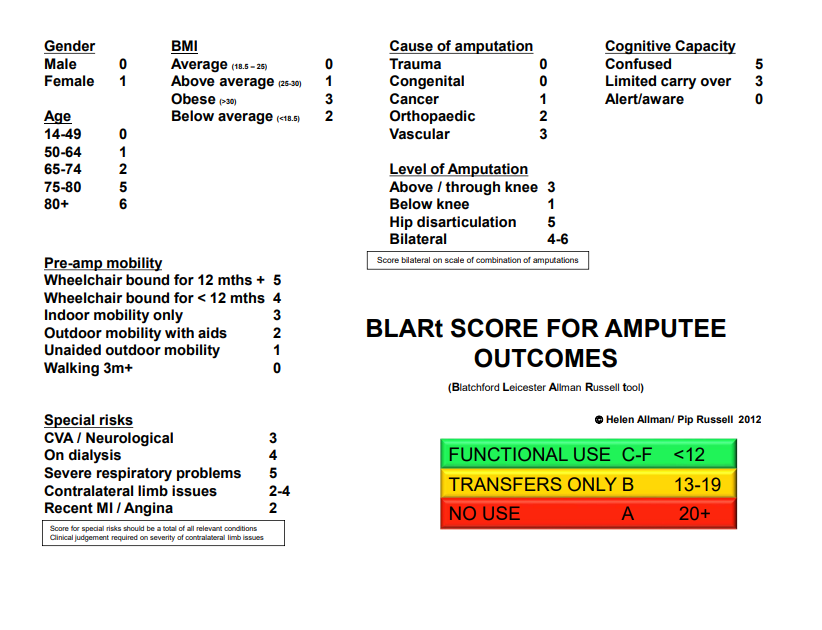 Gender
Male 0
Female 1
Age
14-49 0
50-64 1
65-74 2
75-80 5
80+ 6
BMI
Average (18.5 – 25) 0
Above average (25-30) 1
Obese (>30) 3
Below average (<18.5) 2
Cause of amputation
Trauma 0
Congenital 0
Cancer 1
Orthopaedic 2
Vascular 3
Level of Amputation
Above / through knee 3
Below knee 1
Hip disarticulation 5
Bilateral 4-6
Score bilateral on scale of combination of amputations
Cognitive Capacity
Confused 5
Limited carry over 3
Alert/aware 0
Pre-amp mobility
Wheelchair bound for 12 mths + 5
Wheelchair bound for < 12 mths 4
Indoor mobility only 3
Outdoor mobility with aids 2
Unaided outdoor mobility 1
Walking 3m+ 0
Special risks
CVA / Neurological 3
On dialysis 4
Severe respiratory problems 5
Contralateral limb issues 2-4
Recent MI / Angina 2
Score for special risks should be a total of all relevant conditions
Clinical judgement required on severity of contralateral limb issues
BLARt SCORE FOR AMPUTEE
OUTCOMES
(Blatchford Leicester Allman Russell tool)
© Helen Allman/ Pip Russell 2012
FUNCTIONAL USE C-F <12
TRANSFERS ONLY B 13-19
NO USE A 20+